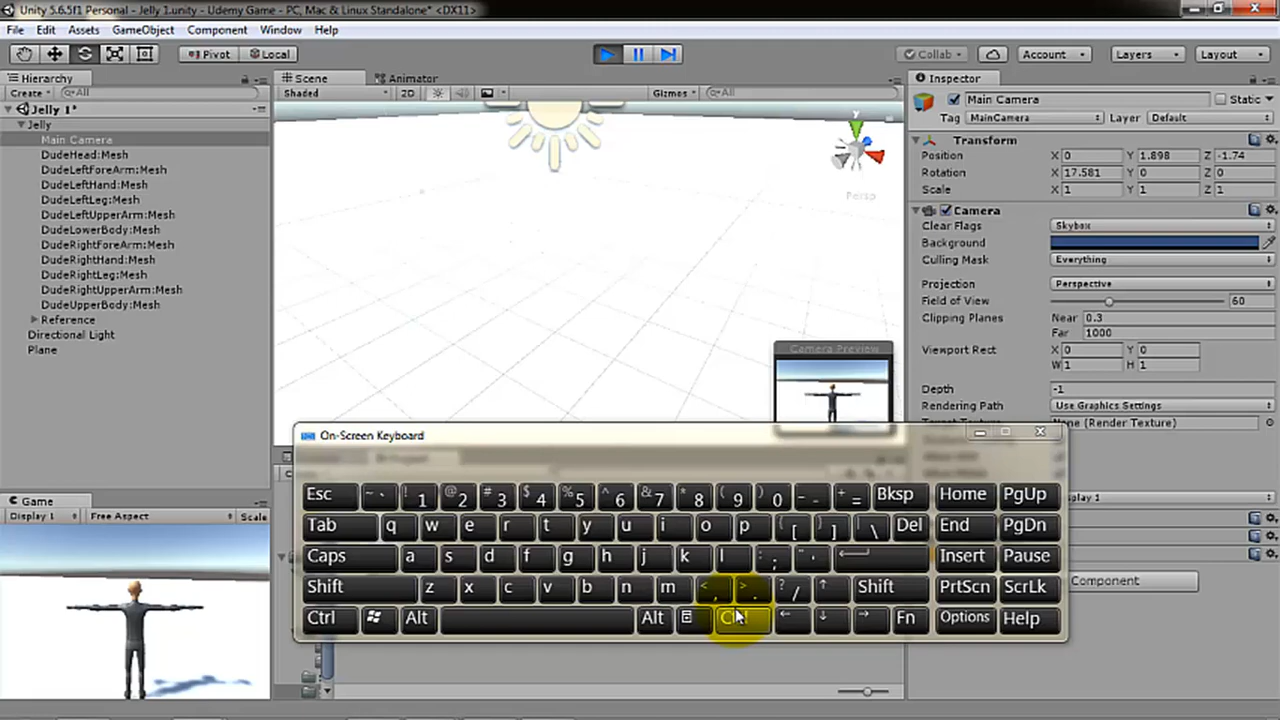 Unity 5.6.5f1 Personal - Jelly 1.unity - Udemy Game - PC, Mac & Linux Standalone* <DX11>
File Edit Assets GameObject Component Window Help
Pivot Local Collab Account Layers Layout
Hierarchy Scene Animator Inspector
Create All Shaded 2D Gizmos All Main Camera Static
Jelly 1* Tag MainCamera Layer Default
Jelly
Main Camera Transform
DudeHead:Mesh Position X 0 Y 1.898 Z -1.74
DudeLeftForeArm:Mesh Rotation X 17.581 Y 0 Z 0
DudeLeftHand:Mesh Scale X 1 Y 1 Z 1
DudeLeftLeg:Mesh y Persp
DudeLeftUpperArm:Mesh Camera
DudeLowerBody:Mesh Clear Flags Skybox
DudeRightForeArm:Mesh Background
DudeRightHand:Mesh Culling Mask Everything
DudeRightLeg:Mesh Projection Perspective
DudeRightUpperArm:Mesh Field of View 60
DudeUpperBody:Mesh Clipping Planes Near 0.3
Reference Far 1000
Directional Light
Plane Camera Preview Viewport Rect X 0 Y 0
W 1 H 1
Depth -1
Rendering Path Use Graphics Settings
None (Render Texture)
On-Screen Keyboard
Game
Display 1 Free Aspect Scale
Esc ~ ` ! 1 @ 2 # 3 $ 4 % 5 ^ 6 & 7 * 8 ( 9 ) 0 - + = Bksp Home PgUp
Tab q w e r t y u i o p { [ } ] | \ Del End PgDn
Caps a s d f g h j k l : ; " ' Insert Pause
Shift z x c v b n m < , > . ? / ↑ Shift PrtScn ScrLk
Ctrl Alt Alt Ctrl ← ↓ → Fn Options Help
Component